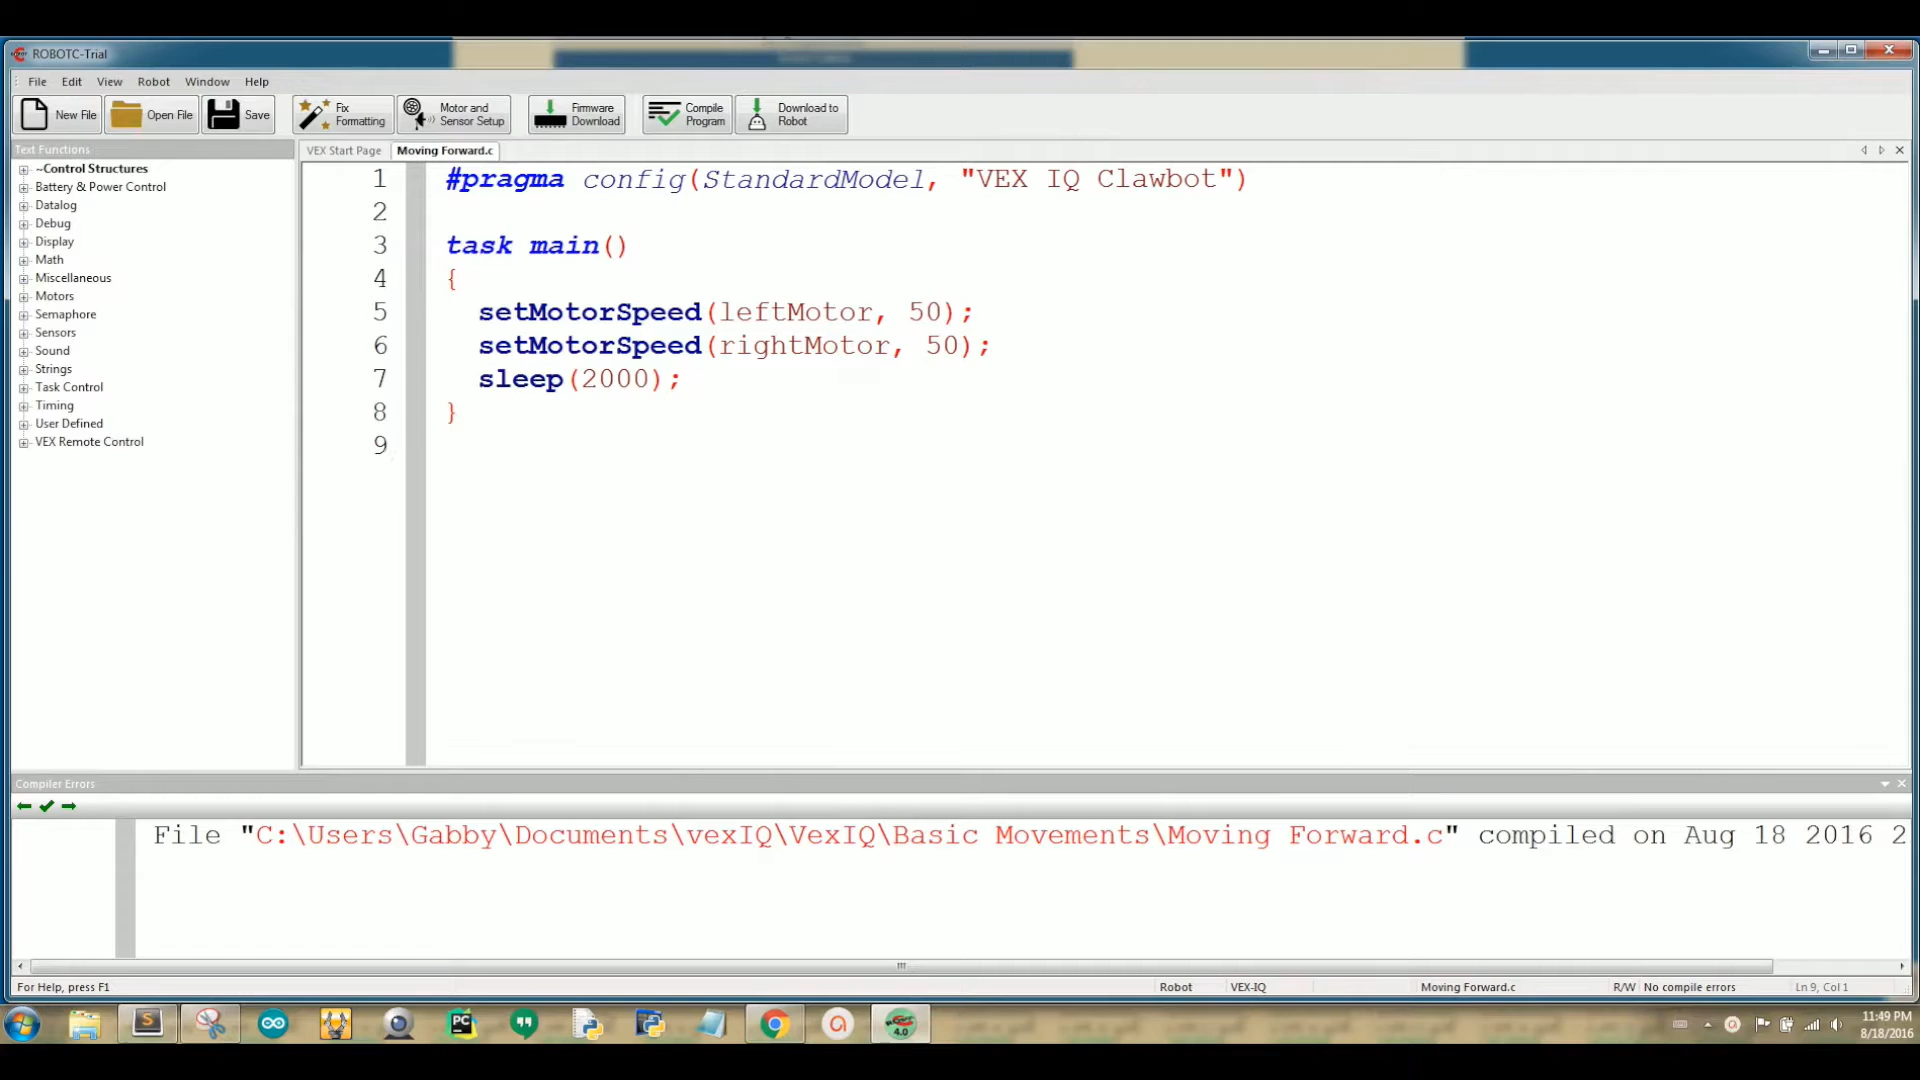 ROBOTC-Trial
File Edit View Robot Window Help
New File Open File Save Fix Formatting Motor and Sensor Setup Firmware Download Compile Program Download to Robot
Text Functions
~Control Structures
Battery & Power Control
Datalog
Debug
Display
Math
Miscellaneous
Motors
Semaphore
Sensors
Sound
Strings
Task Control
Timing
User Defined
VEX Remote Control
VEX Start Page Moving Forward.c
1 #pragma config(StandardModel, "VEX IQ Clawbot")
2
3 task main()
4 {
5 setMotorSpeed(leftMotor, 50);
6 setMotorSpeed(rightMotor, 50);
7 sleep(2000);
8 }
9
Compiler Errors
File "C:\Users\Gabby\Documents\vexIQ\VexIQ\Basic Movements\Moving Forward.c" compiled on Aug 18 2016 2
For Help, press F1 Robot VEX-IQ Moving Forward.c R/W No compile errors Ln 9, Col 1
S PC 4.0
11:49 PM
8/18/2016